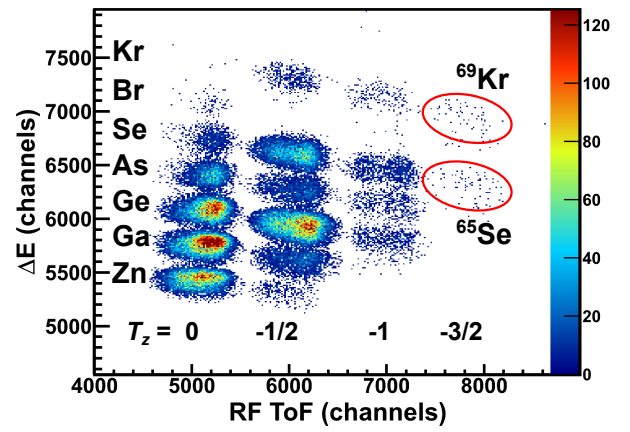 Kr
Br
Se
As
Ge
Ga
Zn
⁶⁹Kr
⁶⁵Se
T_z = 0 -1/2 -1 -3/2
ΔE (channels)
7500
7000
6500
6000
5500
5000
4000 5000 6000 7000 8000
RF ToF (channels)
120
100
80
60
40
20
0